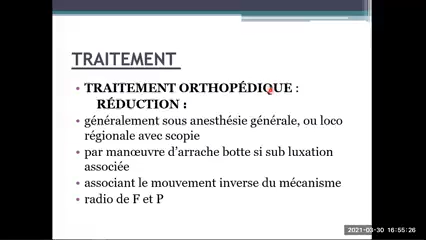 TRAITEMENT
• TRAITEMENT ORTHOPÉDIQUE :
RÉDUCTION :
• généralement sous anesthésie générale, ou loco
régionale avec scopie
• par manœuvre d'arrache botte si sub luxation
associée
• associant le mouvement inverse du mécanisme
• radio de F et P
2021-03-30 16:55:26